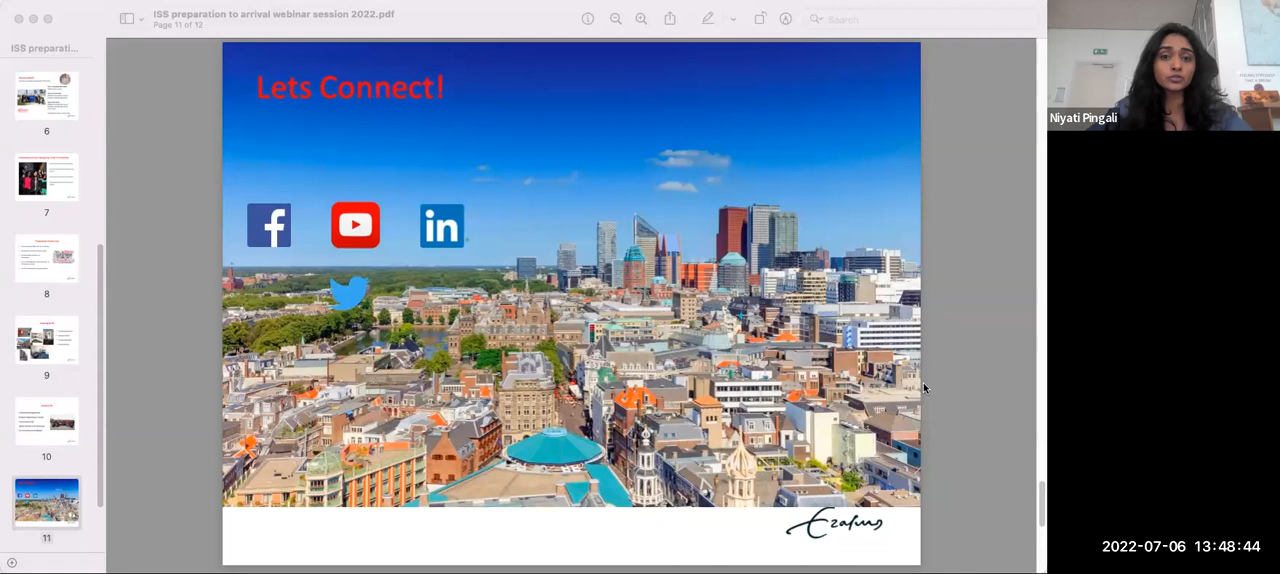 ISS preparation to arrival webinar session 2022.pdf
Page 11 of 12
Search
ISS preparati...
6
7
8
9
10
11
Lets Connect!
f
in
Erasmus
Niyati Pingali
2022-07-06 13:48:44